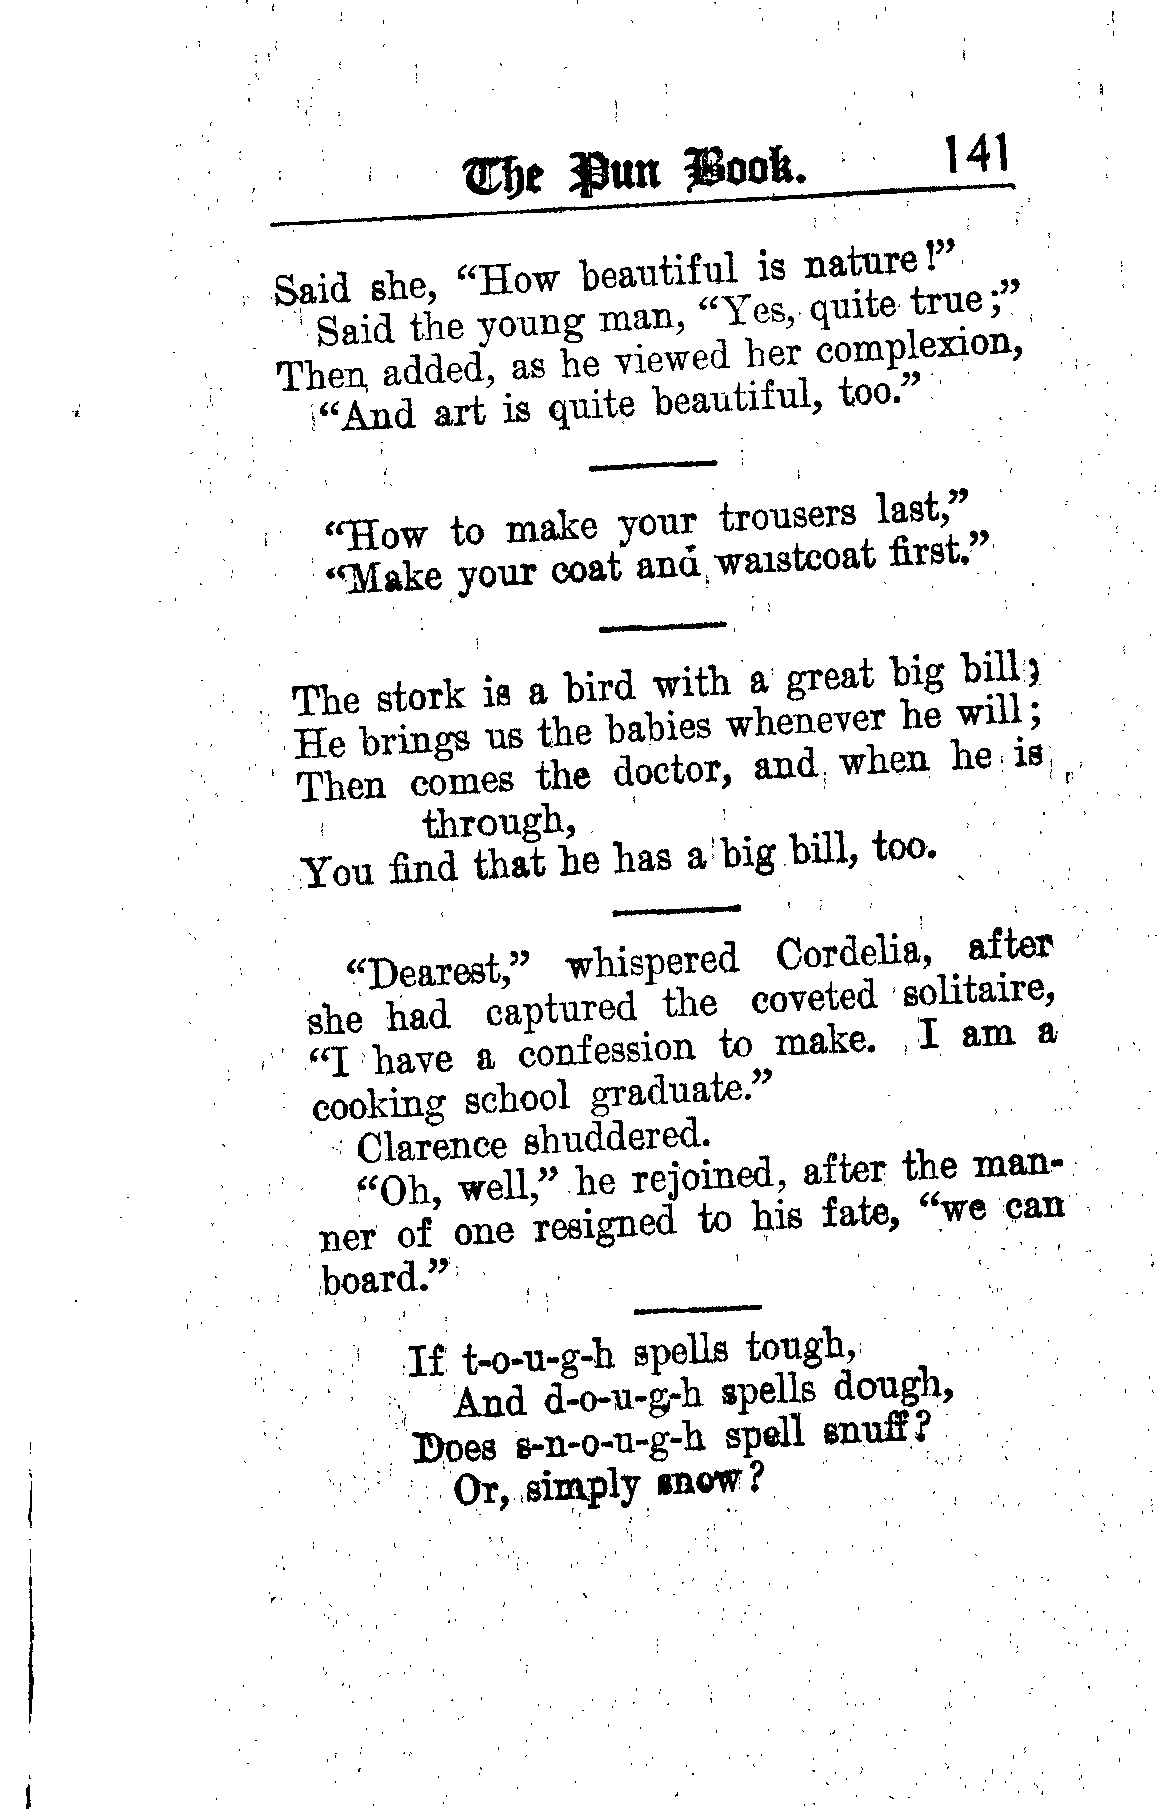 The Pun Book. 141
Said she, “How beautiful is nature!”
Said the young man, “Yes, quite true;”
Then added, as he viewed her complexion,
“And art is quite beautiful, too.”
“How to make your trousers last,”
“Make your coat and waistcoat first.”
The stork is a bird with a great big bill;
He brings us the babies whenever he will;
Then comes the doctor, and when he is
through,
You find that he has a big bill, too.
“Dearest,” whispered Cordelia, after
she had captured the coveted solitaire,
“I have a confession to make. I am a
cooking school graduate.”
Clarence shuddered.
“Oh, well,” he rejoined, after the man-
ner of one resigned to his fate, “we can
board.”
If t-o-u-g-h spells tough,
And d-o-u-g-h spells dough,
Does s-n-o-u-g-h spell snuff?
Or, simply snow?